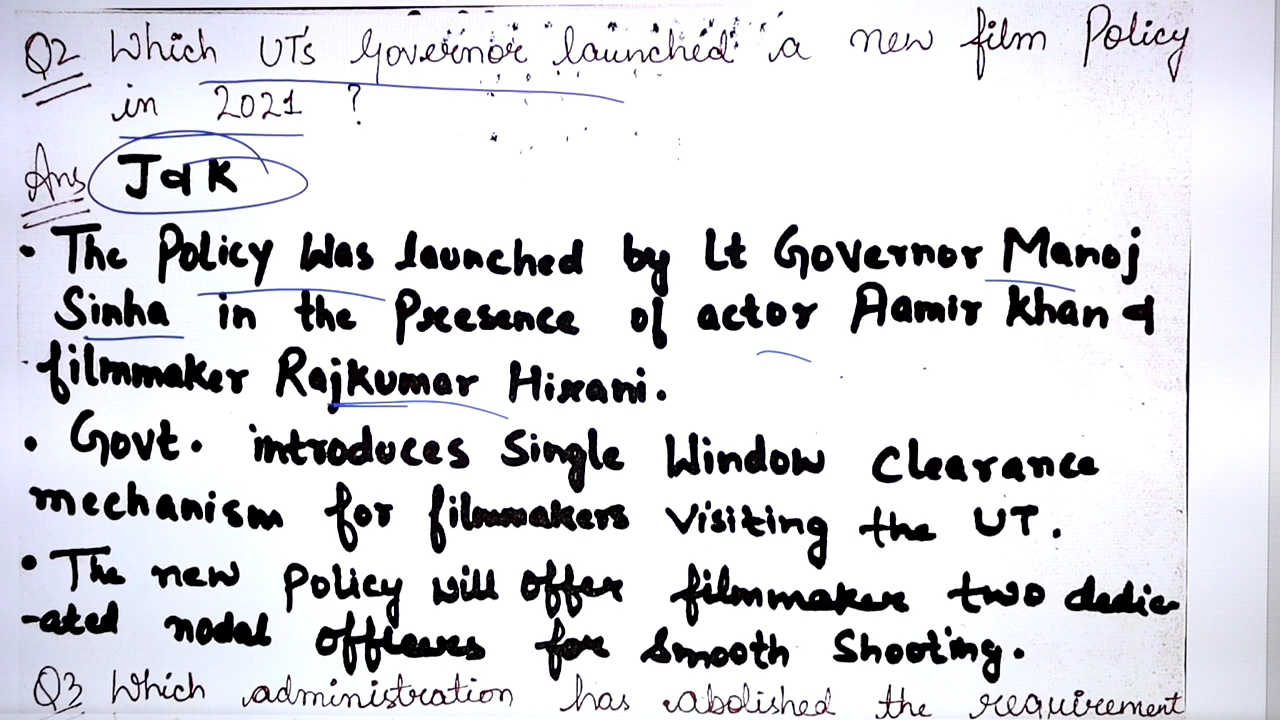 Q2 Which UTs Governor launched a new film Policy
in 2021 ?
Ans J&K
• The Policy was launched by Lt Governor Manoj
Sinha in the Presence of actor Aamir Khan &
filmmaker Rajkumar Hirani.
• Govt. introduces Single Window Clearance
mechanism for filmmakers visiting the UT.
• The new Policy will offer filmmaker two dedic-
-ated nodal officers for Smooth Shooting.
Q3 Which administration has abolished the requirement